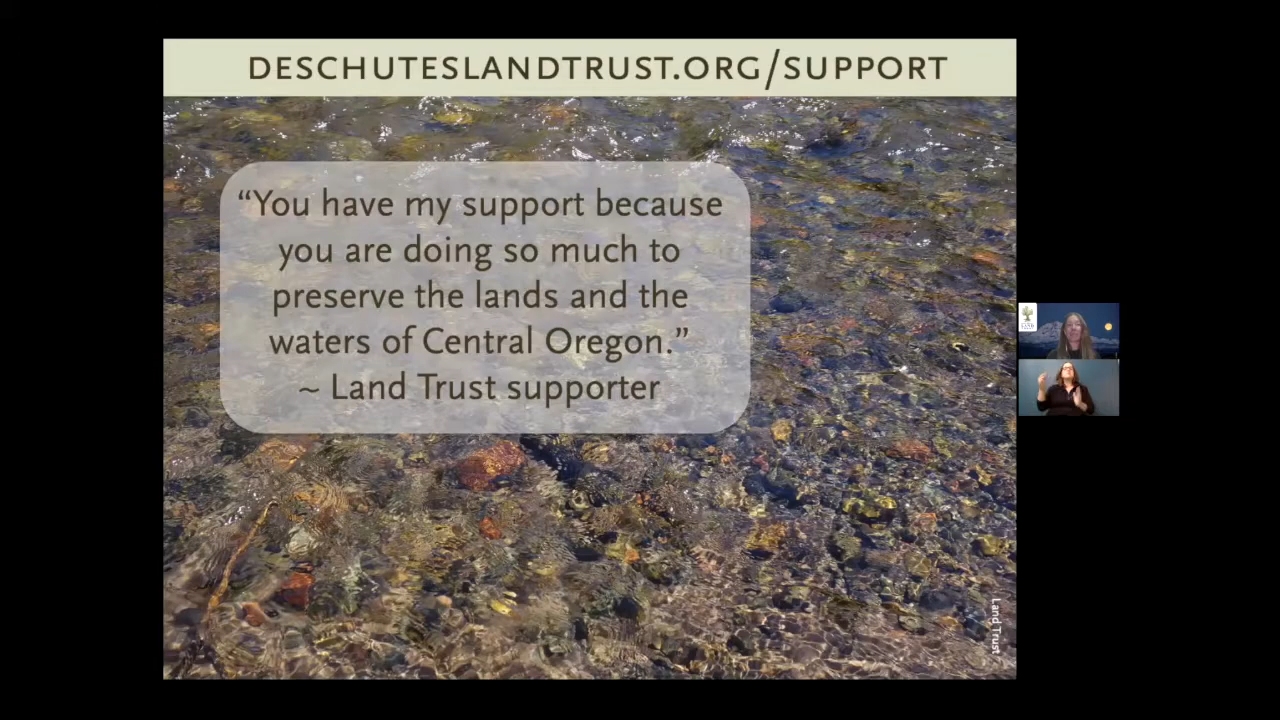 DESCHUTESLANDTRUST.ORG/SUPPORT
“You have my support because
you are doing so much to
preserve the lands and the
waters of Central Oregon.”
~ Land Trust supporter
Land Trust